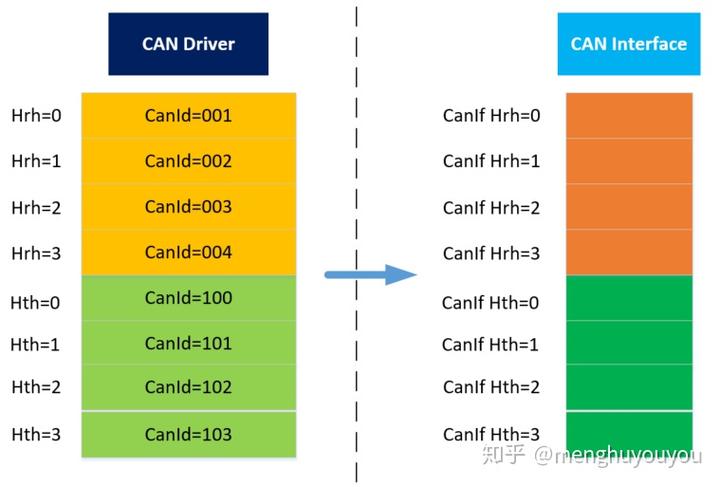 CAN Driver
CAN Interface
Hrh=0 CanId=001 CanIf Hrh=0
Hrh=1 CanId=002 CanIf Hrh=1
Hrh=2 CanId=003 CanIf Hrh=2
Hrh=3 CanId=004 CanIf Hrh=3
Hth=0 CanId=100 CanIf Hth=0
Hth=1 CanId=101 CanIf Hth=1
Hth=2 CanId=102 CanIf Hth=2
Hth=3 CanId=103 CanIf Hth=3
知乎 @menghuyouyou